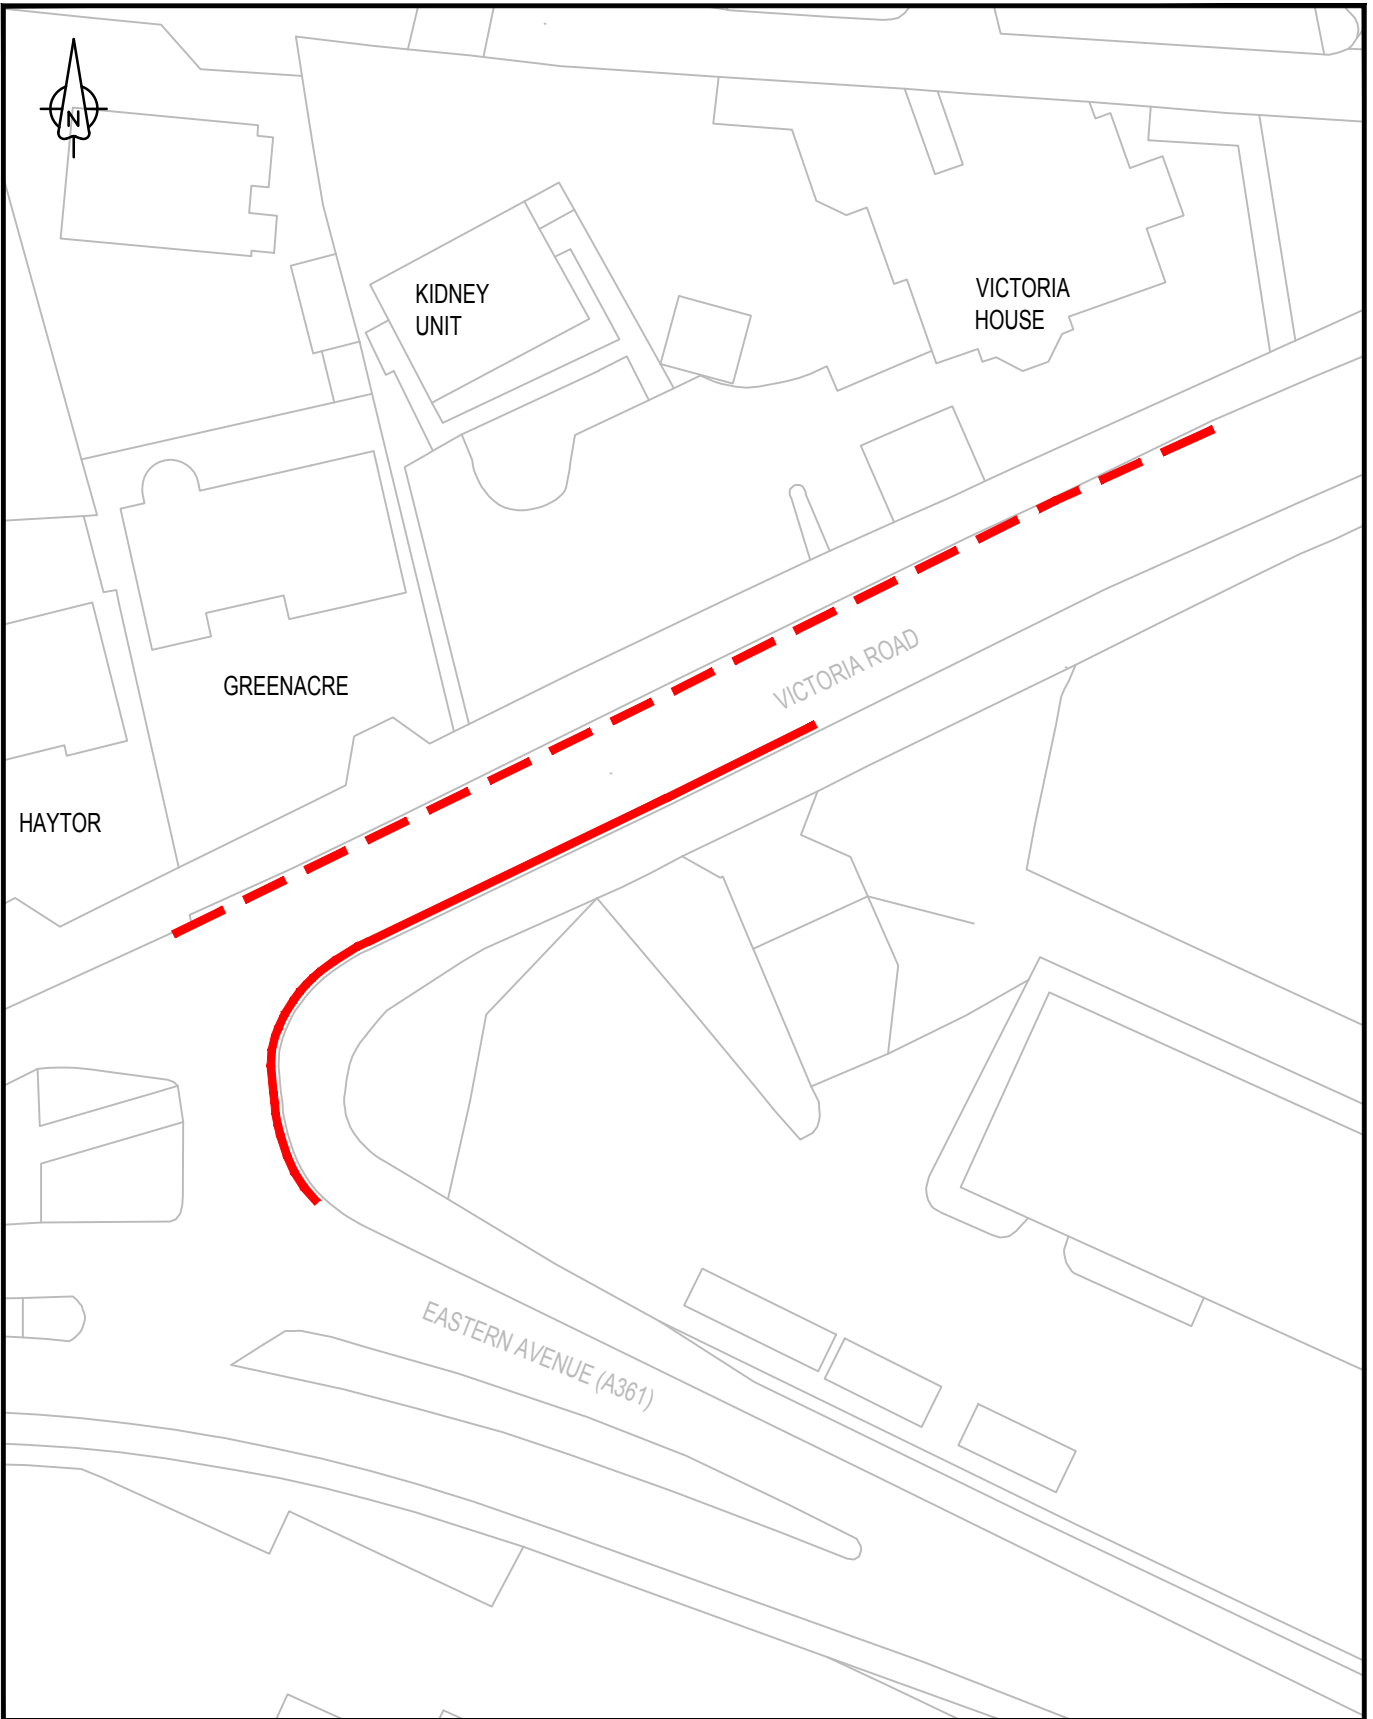 N
KIDNEY
UNIT
VICTORIA
HOUSE
VICTORIA ROAD
GREENACRE
HAYTOR
EASTERN AVENUE (A361)